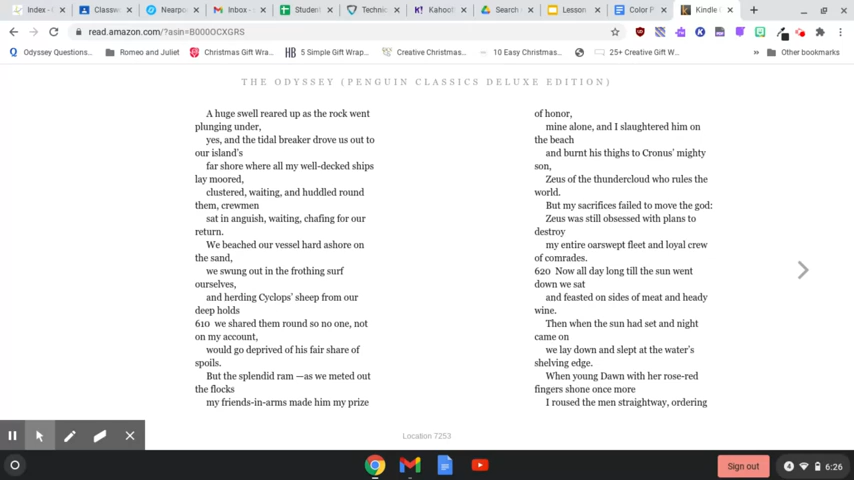 Index - C
Classw
Nearpo
Inbox -
Student
Technic
Kahoot
Search
Lesson
Color P
Kindle
read.amazon.com/?asin=B000OCXGRS
Odyssey Questions...
Romeo and Juliet
Christmas Gift Wra...
5 Simple Gift Wrap...
Creative Christmas...
10 Easy Christmas...
25+ Creative Gift W...
»
Other bookmarks
THE ODYSSEY (PENGUIN CLASSICS DELUXE EDITION)
A huge swell reared up as the rock went
plunging under,
yes, and the tidal breaker drove us out to
our island's
far shore where all my well-decked ships
lay moored,
clustered, waiting, and huddled round
them, crewmen
sat in anguish, waiting, chafing for our
return.
We beached our vessel hard ashore on
the sand,
we swung out in the frothing surf
ourselves,
and herding Cyclops' sheep from our
deep holds
610 we shared them round so no one, not
on my account,
would go deprived of his fair share of
spoils.
But the splendid ram —as we meted out
the flocks
my friends-in-arms made him my prize
of honor,
mine alone, and I slaughtered him on
the beach
and burnt his thighs to Cronus' mighty
son,
Zeus of the thundercloud who rules the
world.
But my sacrifices failed to move the god:
Zeus was still obsessed with plans to
destroy
my entire oarswept fleet and loyal crew
of comrades.
620 Now all day long till the sun went
down we sat
and feasted on sides of meat and heady
wine.
Then when the sun had set and night
came on
we lay down and slept at the water's
shelving edge.
When young Dawn with her rose-red
fingers shone once more
I roused the men straightway, ordering
Location 7253
Sign out
4
6:26